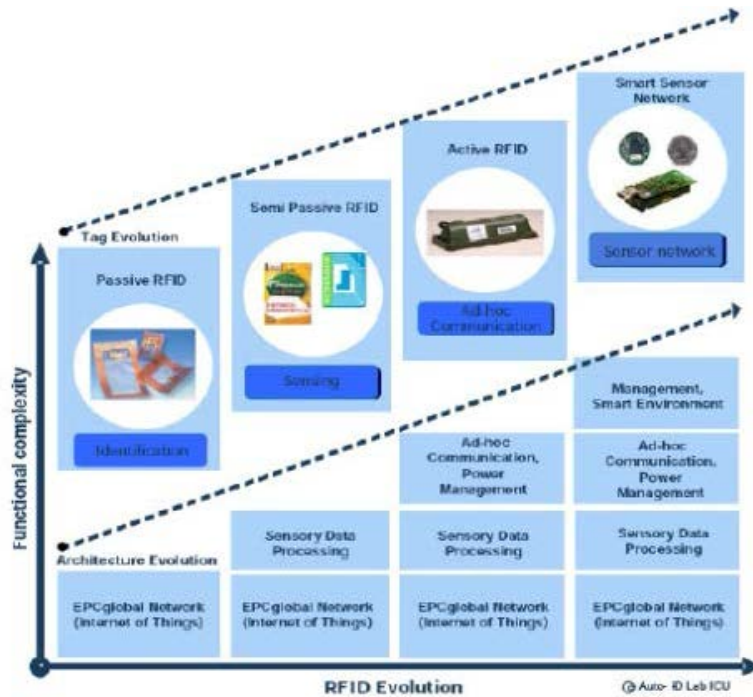 Smart Sensor
Network
Active RFID
Semi Passive RFID
Tag Evolution
Passive RFID
Sensor network
Ad-hoc
Communication
Sensing
Identification
Functional complexity
Management,
Smart Environment
Ad-hoc
Communication,
Power
Management
Ad-hoc
Communication,
Power
Management
Sensory Data
Processing
Sensory Data
Processing
Sensory Data
Processing
Architecture Evolution
EPCglobal Network
(Internet of Things)
EPCglobal Network
(Internet of Things)
EPCglobal Network
(Internet of Things)
EPCglobal Network
(Internet of Things)
RFID Evolution
Auto- ID Lab ICU